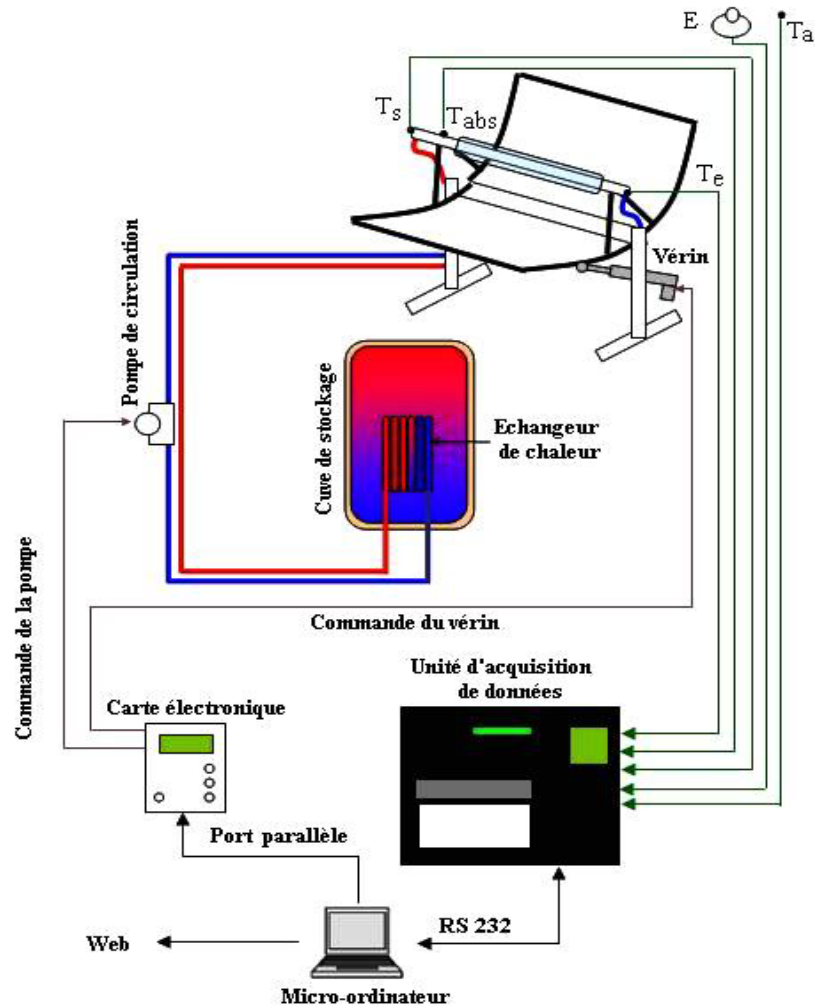 E
Ta
Ts
Tabs
Te
Vérin
Pompe de circulation
Cuve de stockage
Echangeur
de chaleur
Commande de la pompe
Commande du vérin
Unité d'acquisition
de données
Carte électronique
Port parallèle
RS 232
Web
Micro-ordinateur